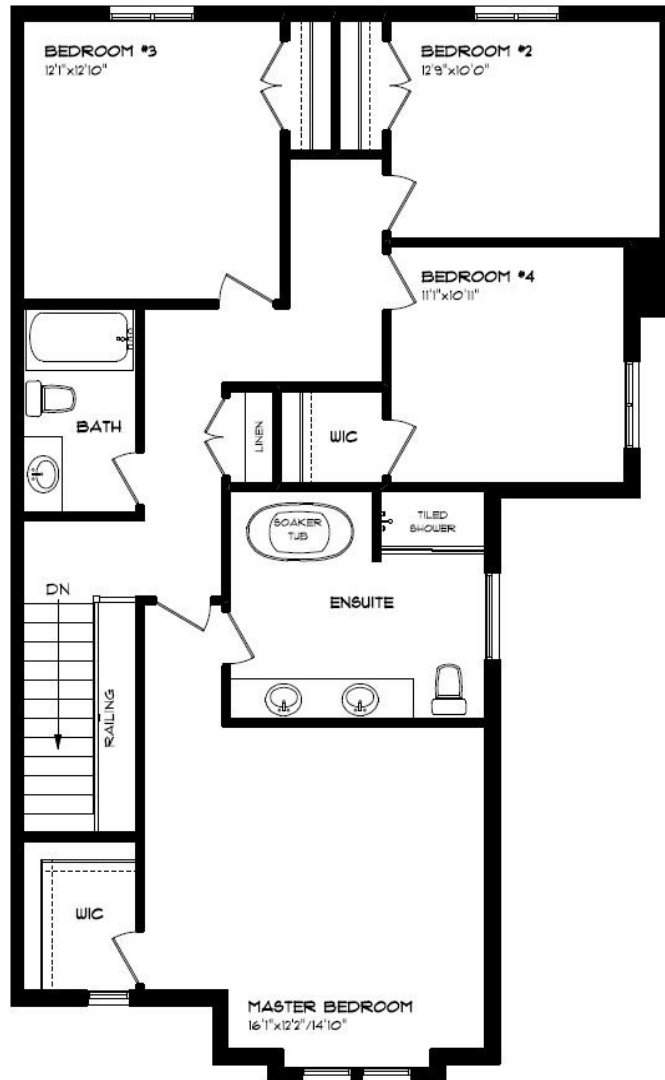 BEDROOM #3
12'1"x12'10"
BEDROOM #2
12'9"x10'0"
BEDROOM #4
11'1"x10'11"
BATH
LINEN
WIC
SOAKER
TUB
TILED
SHOWER
ENSUITE
DN
RAILING
WIC
MASTER BEDROOM
16'1"x12'2"/14'10"